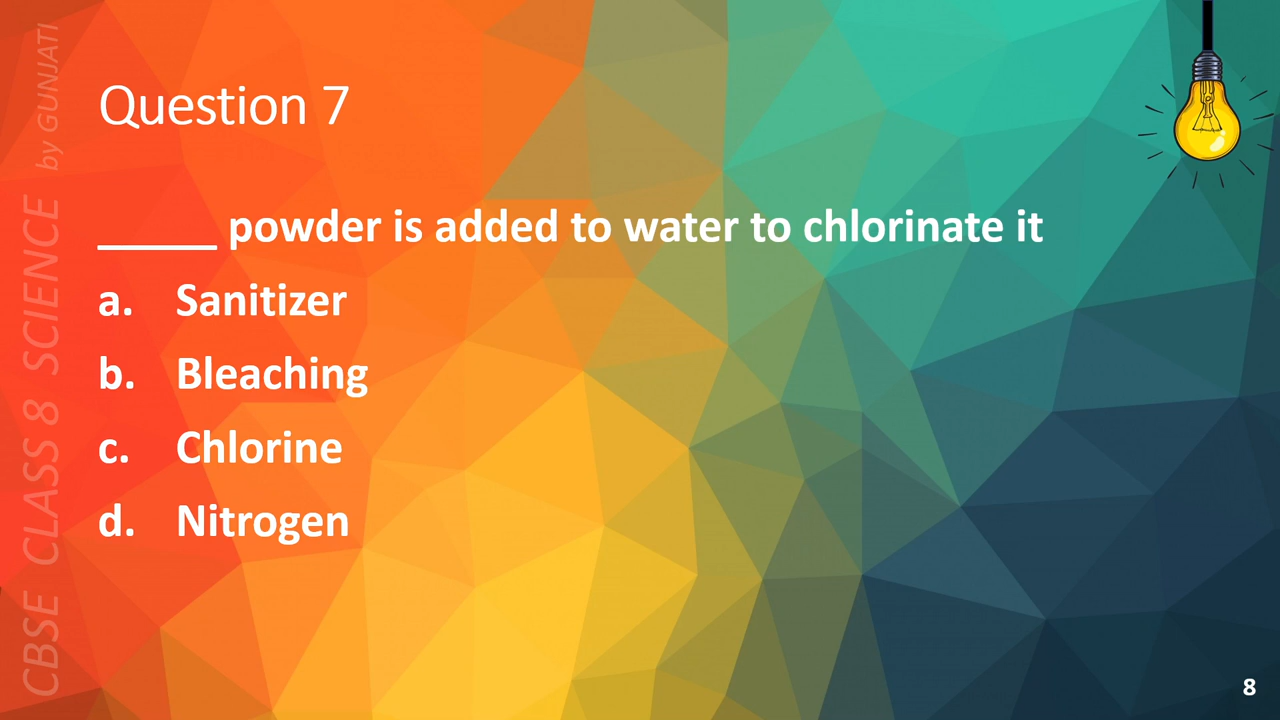 Question 7
_____ powder is added to water to chlorinate it
a. Sanitizer
b. Bleaching
c. Chlorine
d. Nitrogen
CBSE CLASS 8 SCIENCE by GUNJATI
8